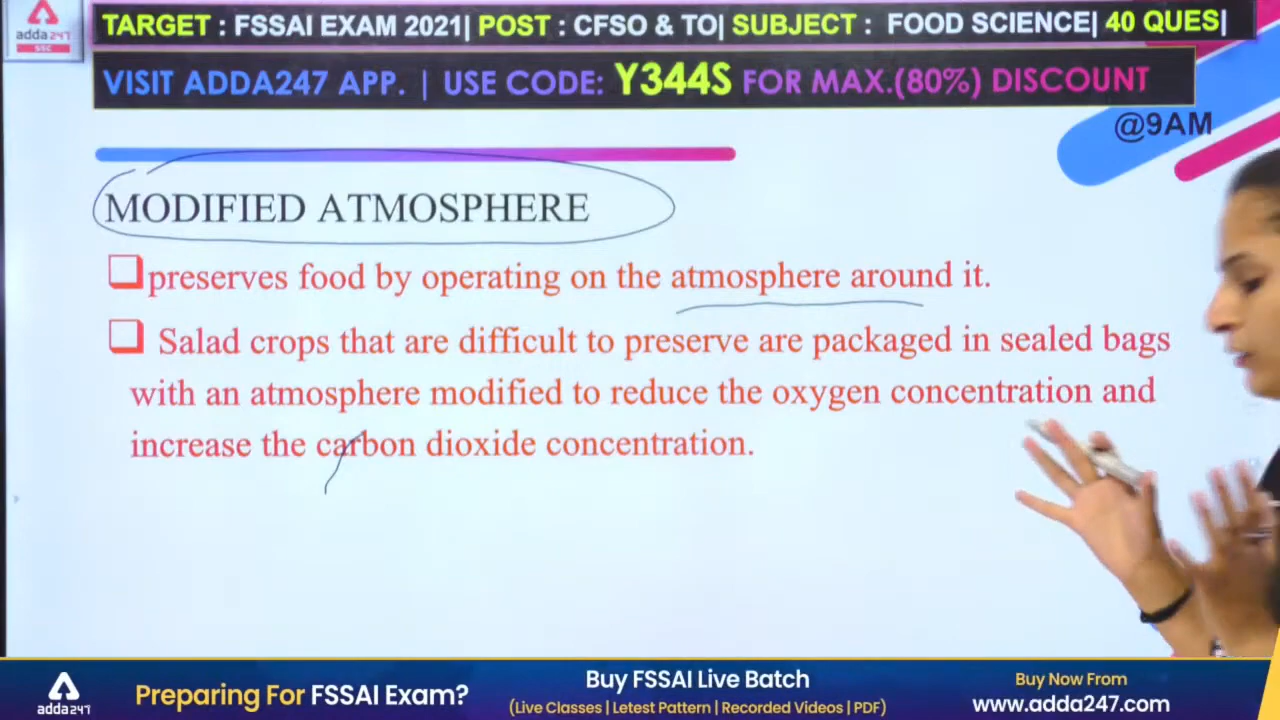 adda247
SSC
TARGET : FSSAI EXAM 2021| POST : CFSO & TO| SUBJECT : FOOD SCIENCE| 40 QUES|
VISIT ADDA247 APP. | USE CODE: Y344S FOR MAX.(80%) DISCOUNT
@9AM
MODIFIED ATMOSPHERE
preserves food by operating on the atmosphere around it.
Salad crops that are difficult to preserve are packaged in sealed bags
with an atmosphere modified to reduce the oxygen concentration and
increase the carbon dioxide concentration.
adda247
Preparing For FSSAI Exam?
Buy FSSAI Live Batch
(Live Classes | Letest Pattern | Recorded Videos | PDF)
Buy Now From
www.adda247.com